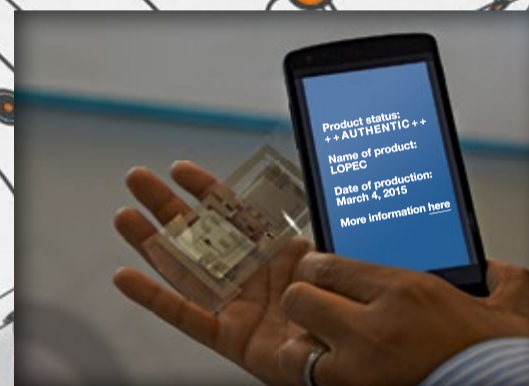 Product status:
++AUTHENTIC++
Name of product:
LOPEC
Date of production:
March 4, 2015
More information here